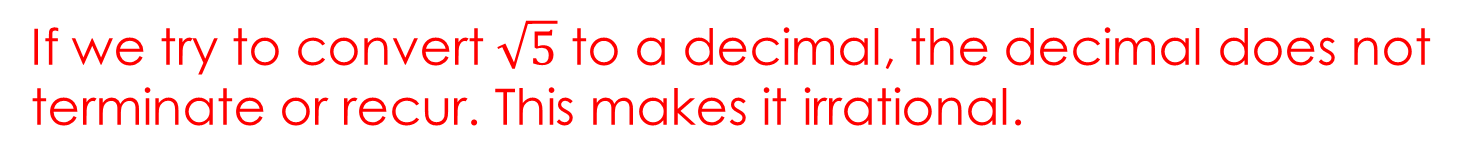 If we try to convert √5 to a decimal, the decimal does not
terminate or recur. This makes it irrational.